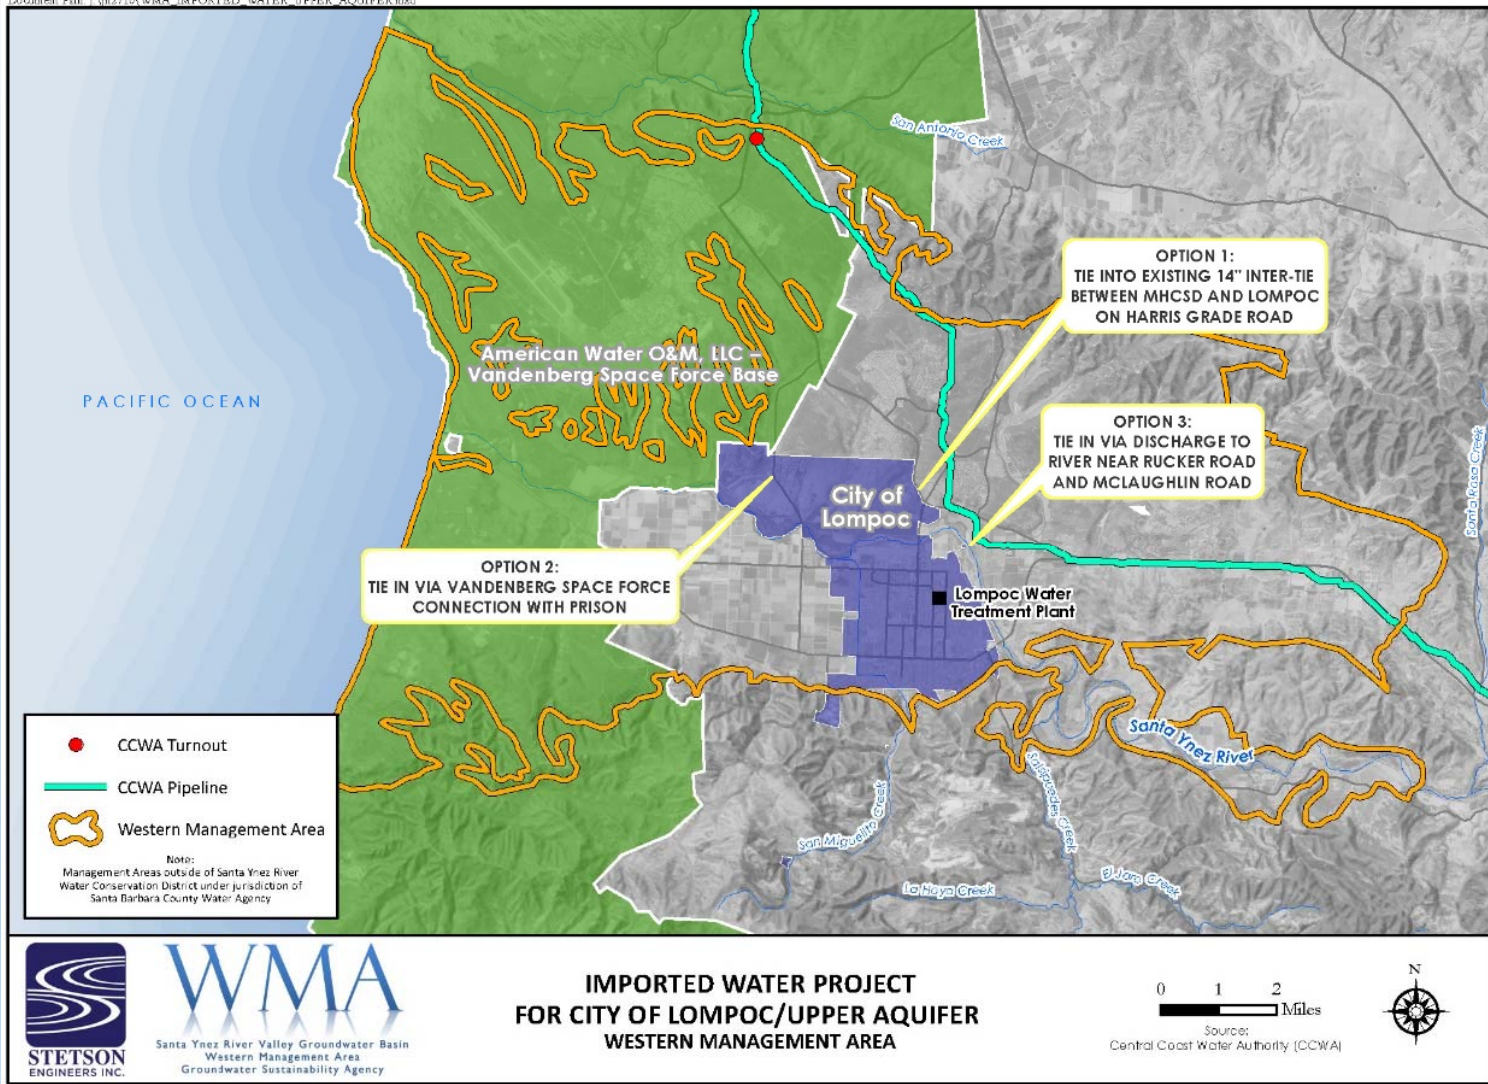 San Antonio Creek
OPTION 1:
TIE INTO EXISTING 14" INTER-TIE
BETWEEN MHCSD AND LOMPOC
ON HARRIS GRADE ROAD
American Water O&M, LLC –
Vandenberg Space Force Base
PACIFIC OCEAN
OPTION 3:
TIE IN VIA DISCHARGE TO
RIVER NEAR RUCKER ROAD
AND MCLAUGHLIN ROAD
Santa Rosa Creek
City of
Lompoc
OPTION 2:
TIE IN VIA VANDENBERG SPACE FORCE
CONNECTION WITH PRISON
Lompoc Water
Treatment Plant
Santa Ynez River
Salsipuedes Creek
San Miguelito Creek
La Hoya Creek
El Jaro Creek
CCWA Turnout
CCWA Pipeline
Western Management Area
Note:
Management Areas outside of Santa Ynez River
Water Conservation District under jurisdiction of
Santa Barbara County Water Agency
STETSON
ENGINEERS INC.
WMA
Santa Ynez River Valley Groundwater Basin
Western Management Area
Groundwater Sustainability Agency
IMPORTED WATER PROJECT
FOR CITY OF LOMPOC/UPPER AQUIFER
WESTERN MANAGEMENT AREA
0 1 2
Miles
Source:
Central Coast Water Authority (CCWA)
N